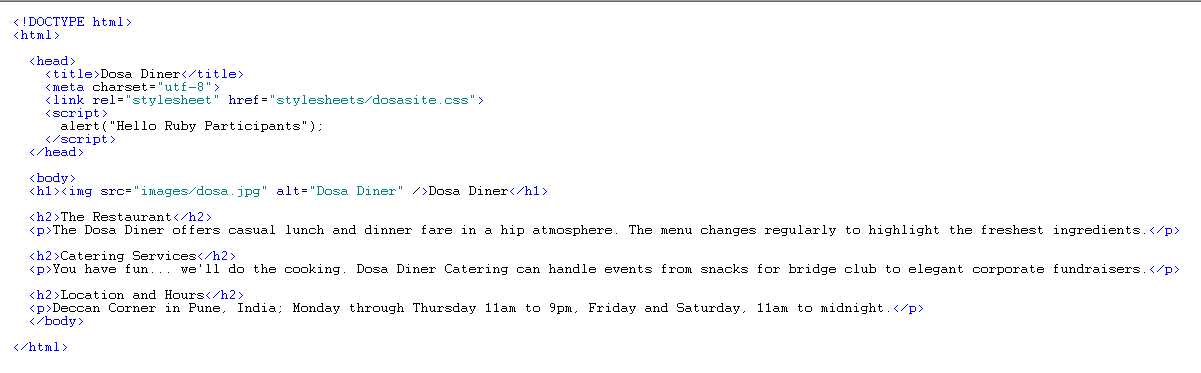 <!DOCTYPE html>
<html>
<head>
<title>Dosa Diner</title>
<meta charset="utf-8">
<link rel="stylesheet" href="stylesheets/dosasite.css">
<script>
alert("Hello Ruby Participants");
</script>
</head>
<body>
<h1><img src="images/dosa.jpg" alt="Dosa Diner" />Dosa Diner</h1>
<h2>The Restaurant</h2>
<p>The Dosa Diner offers casual lunch and dinner fare in a hip atmosphere. The menu changes regularly to highlight the freshest ingredients.</p>
<h2>Catering Services</h2>
<p>You have fun... we'll do the cooking. Dosa Diner Catering can handle events from snacks for bridge club to elegant corporate fundraisers.</p>
<h2>Location and Hours</h2>
<p>Deccan Corner in Pune, India; Monday through Thursday 11am to 9pm, Friday and Saturday, 11am to midnight.</p>
</body>
</html>